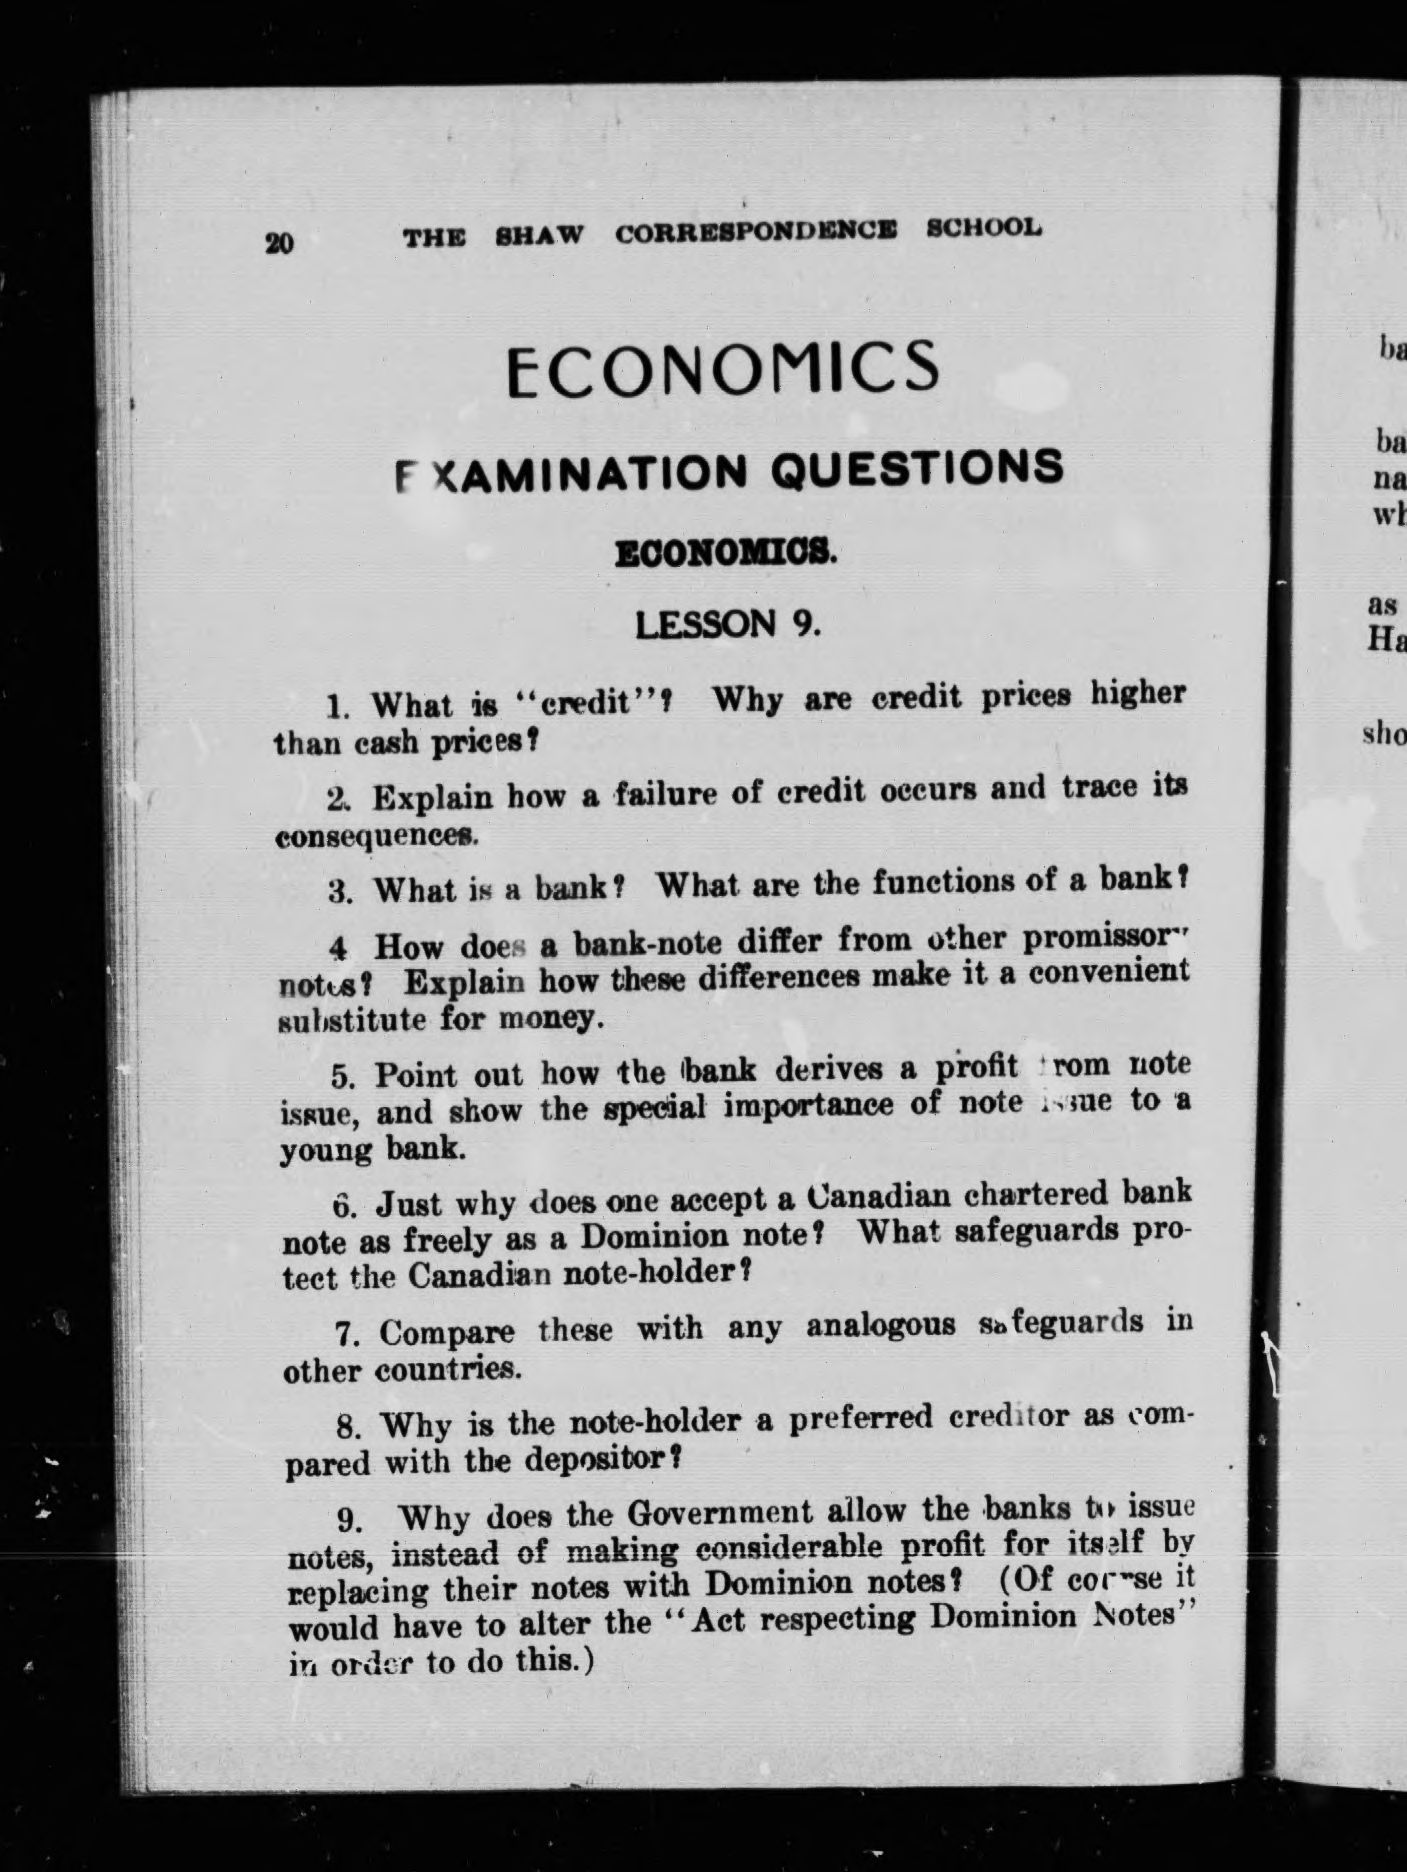 20 THE SHAW CORRESPONDENCE SCHOOL
ECONOMICS
EXAMINATION QUESTIONS
ECONOMICS.
LESSON 9.
1. What is "credit"? Why are credit prices higher
than cash prices?
2. Explain how a failure of credit occurs and trace its
consequences.
3. What is a bank? What are the functions of a bank?
4 How does a bank-note differ from other promissory
notes? Explain how these differences make it a convenient
substitute for money.
5. Point out how the bank derives a profit from note
issue, and show the special importance of note issue to a
young bank.
6. Just why does one accept a Canadian chartered bank
note as freely as a Dominion note? What safeguards pro-
tect the Canadian note-holder?
7. Compare these with any analogous safeguards in
other countries.
8. Why is the note-holder a preferred creditor as com-
pared with the depositor?
9. Why does the Government allow the banks to issue
notes, instead of making considerable profit for itself by
replacing their notes with Dominion notes? (Of course it
would have to alter the "Act respecting Dominion Notes"
in order to do this.)
ba
ba
na
wh
as
Ha
sho